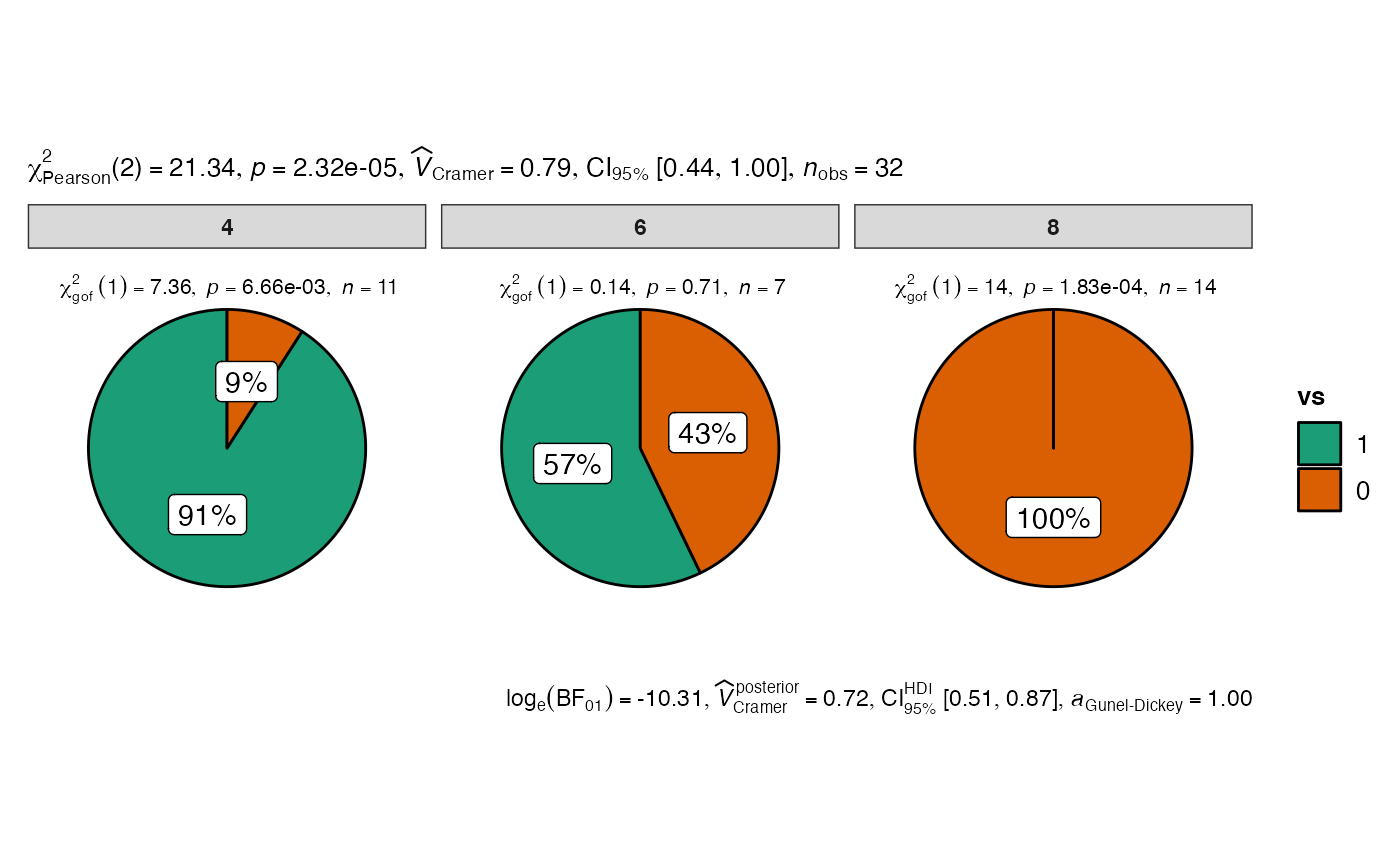 χ²Pearson(2) = 21.34, p = 2.32e-05, V̂Cramer = 0.79, CI95% [0.44, 1.00], nobs = 32
4 6 8
χ²gof (1) = 7.36, p = 6.66e-03, n = 11
χ²gof (1) = 0.14, p = 0.71, n = 7
χ²gof (1) = 14, p = 1.83e-04, n = 14
9%
91%
57%
43%
100%
vs
1
0
loge(BF01) = -10.31, V̂posteriorCramer = 0.72, CIHDI95% [0.51, 0.87], aGunel-Dickey = 1.00